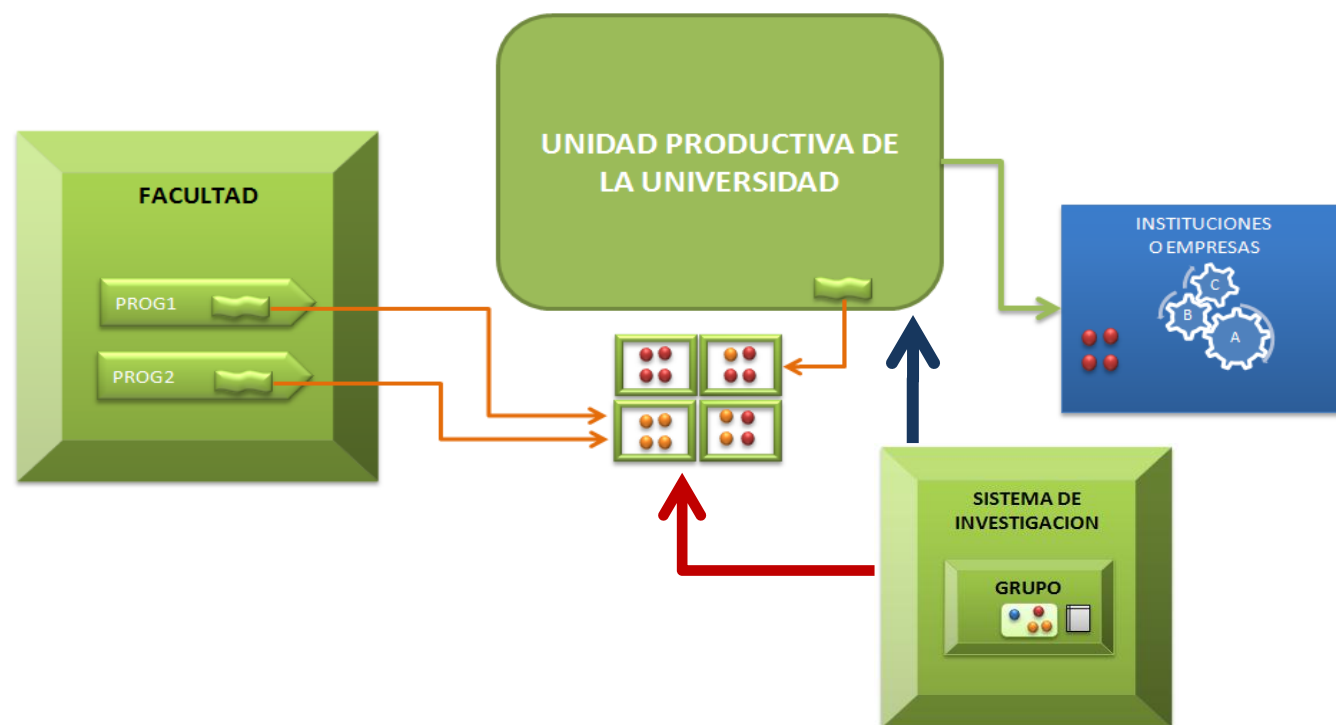 UNIDAD PRODUCTIVA DE
LA UNIVERSIDAD
FACULTAD
PROG1
PROG2
INSTITUCIONES
O EMPRESAS
C
B
A
SISTEMA DE
INVESTIGACION
GRUPO